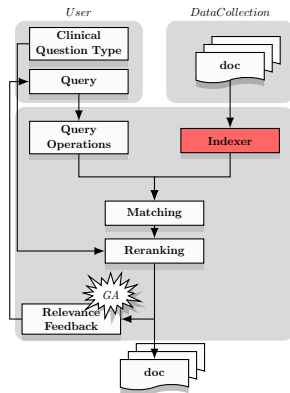 User
DataCollection
Clinical
Question Type
doc
Query
Query
Operations
Indexer
Matching
Reranking
GA
Relevance
Feedback
doc